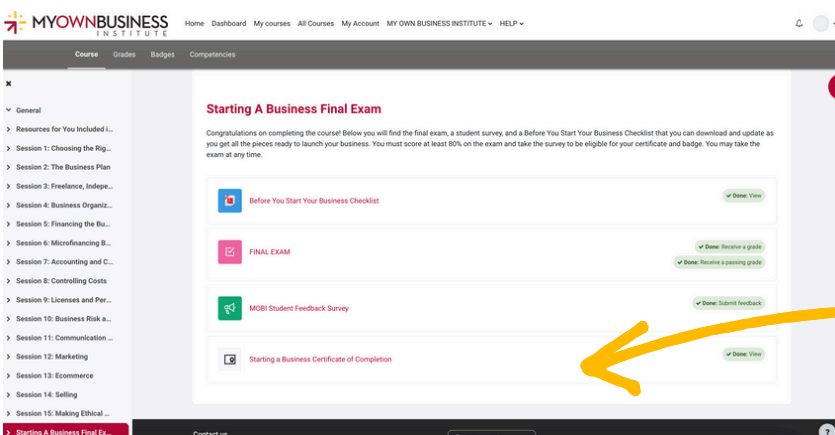 MYOWNBUSINESS
INSTITUTE
Home Dashboard My courses All Courses My Account MY OWN BUSINESS INSTITUTE HELP
Course Grades Badges Competencies
General
Resources for You Included i...
Session 1: Choosing the Rig...
Session 2: The Business Plan
Session 3: Freelance, Indepe...
Session 4: Business Organiz...
Session 5: Financing the Bu...
Session 6: Microfinancing B...
Session 7: Accounting and C...
Session 8: Controlling Costs
Session 9: Licenses and Per...
Session 10: Business Risk a...
Session 11: Communication ...
Session 12: Marketing
Session 13: Ecommerce
Session 14: Selling
Session 15: Making Ethical ...
Starting A Business Final Ex...
Starting A Business Final Exam
Congratulations on completing the course! Below you will find the final exam, a student survey, and a Before You Start Your Business Checklist that you can download and update as
you get all the pieces ready to launch your business. You must score at least 80% on the exam and take the survey to be eligible for your certificate and badge. You may take the
exam at any time.
Before You Start Your Business Checklist
Done: View
FINAL EXAM
Done: Receive a grade
Done: Receive a passing grade
MOBI Student Feedback Survey
Done: Submit feedback
Starting a Business Certificate of Completion
Done: View
Contact us
?